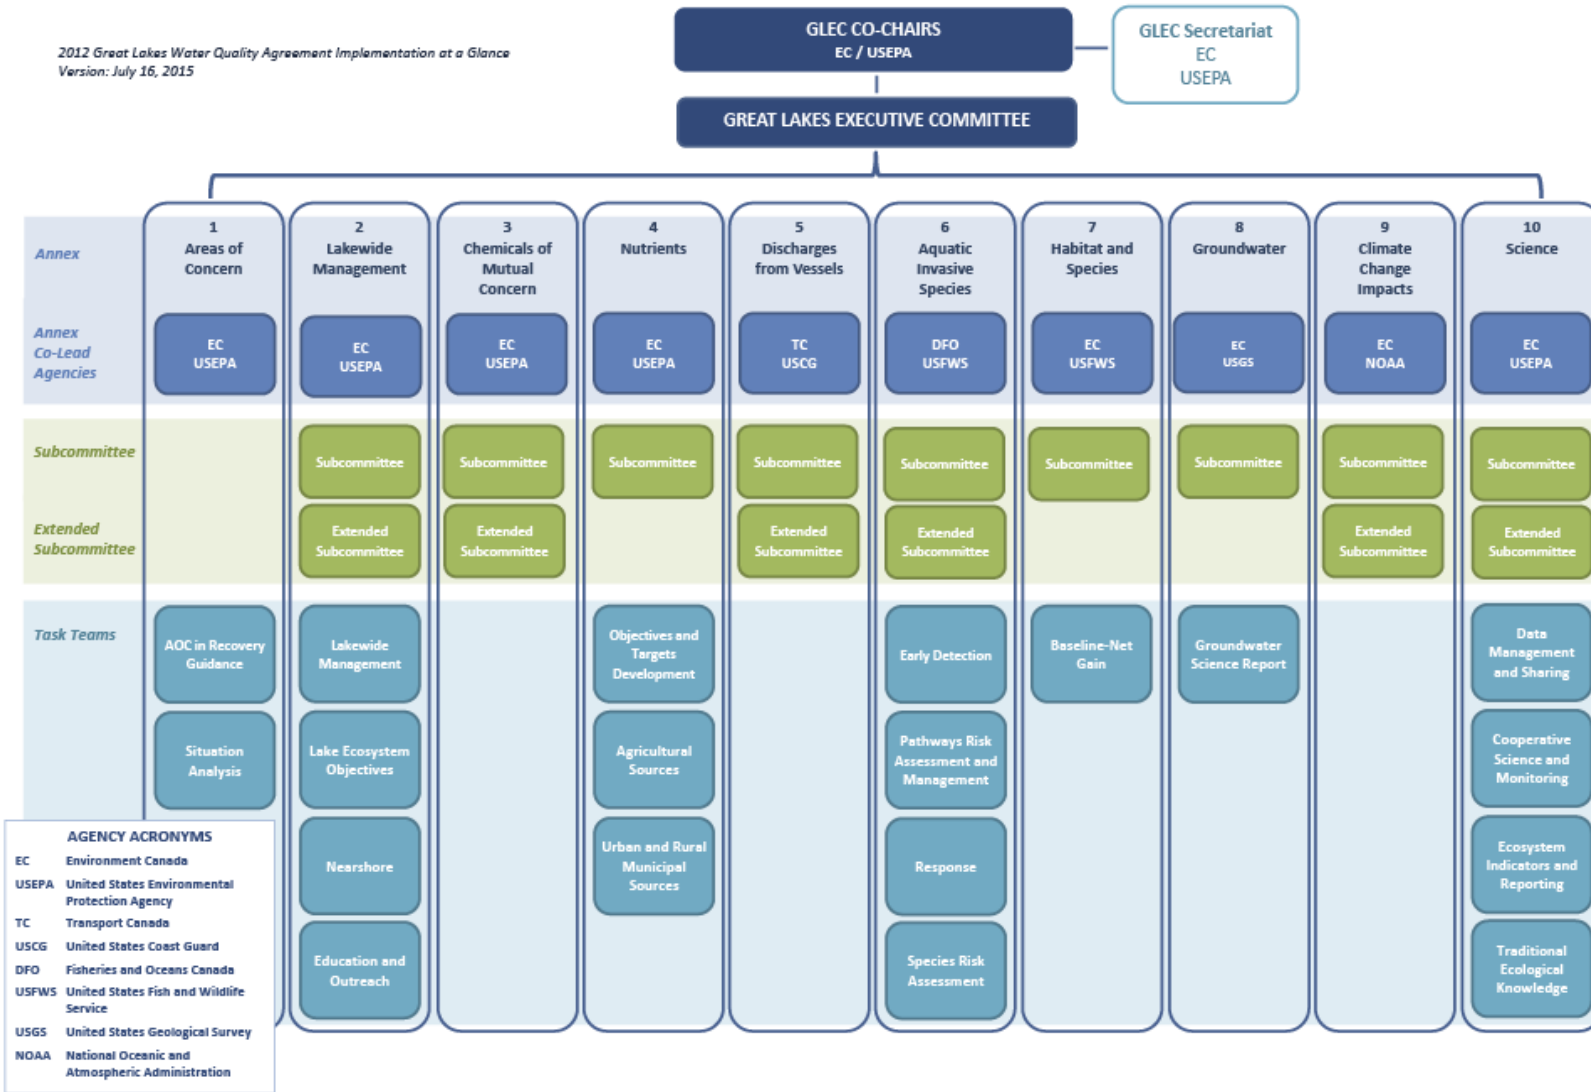 2012 Great Lakes Water Quality Agreement Implementation at a Glance
Version: July 16, 2015
GLEC CO-CHAIRS
EC / USEPA
GLEC Secretariat
EC
USEPA
GREAT LAKES EXECUTIVE COMMITTEE
Annex
1
Areas of
Concern
2
Lakewide
Management
3
Chemicals of
Mutual
Concern
4
Nutrients
5
Discharges
from Vessels
6
Aquatic
Invasive
Species
7
Habitat and
Species
8
Groundwater
9
Climate
Change
Impacts
10
Science
Annex
Co-Lead
Agencies
EC
USEPA
EC
USEPA
EC
USEPA
EC
USEPA
TC
USCG
DFO
USFWS
EC
USFWS
EC
USGS
EC
NOAA
EC
USEPA
Subcommittee
Subcommittee
Subcommittee
Subcommittee
Subcommittee
Subcommittee
Subcommittee
Subcommittee
Subcommittee
Subcommittee
Extended
Subcommittee
Extended
Subcommittee
Extended
Subcommittee
Extended
Subcommittee
Extended
Subcommittee
Extended
Subcommittee
Extended
Subcommittee
Task Teams
AOC in Recovery
Guidance
Situation
Analysis
Lakewide
Management
Lake Ecosystem
Objectives
Nearshore
Education and
Outreach
Objectives and
Targets
Development
Agricultural
Sources
Urban and Rural
Municipal
Sources
Early Detection
Pathways Risk
Assessment and
Management
Response
Species Risk
Assessment
Baseline-Net
Gain
Groundwater
Science Report
Data
Management
and Sharing
Cooperative
Science and
Monitoring
Ecosystem
Indicators and
Reporting
Traditional
Ecological
Knowledge
AGENCY ACRONYMS
EC Environment Canada
USEPA United States Environmental
Protection Agency
TC Transport Canada
USCG United States Coast Guard
DFO Fisheries and Oceans Canada
USFWS United States Fish and Wildlife
Service
USGS United States Geological Survey
NOAA National Oceanic and
Atmospheric Administration